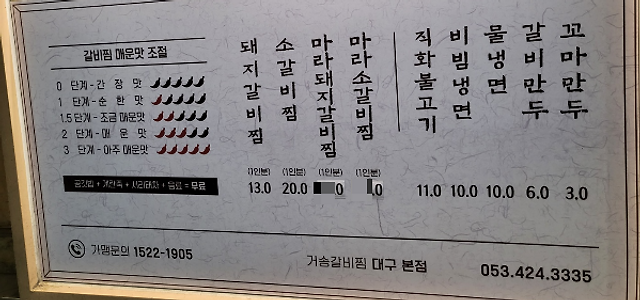 갈비찜 매운맛 조절
0 단계 - 간 장 맛
1 단계 - 순 한 맛
1.5 단계 - 조금 매운맛
2 단계 - 매 운 맛
3 단계 - 아주 매운맛
공깃밥 + 계란죽 + 사리태차 + 음료 = 무료
돼지갈비찜
(1인분)
13.0
소갈비찜
(1인분)
20.0
마라돼지갈비찜
(1인분)
0
마라소갈비찜
(1인분)
.0
직화불고기
11.0
비빔냉면
10.0
물냉면
10.0
갈비만두
6.0
꼬마만두
3.0
가맹문의 1522-1905
거송갈비찜 대구 본점
053.424.3335